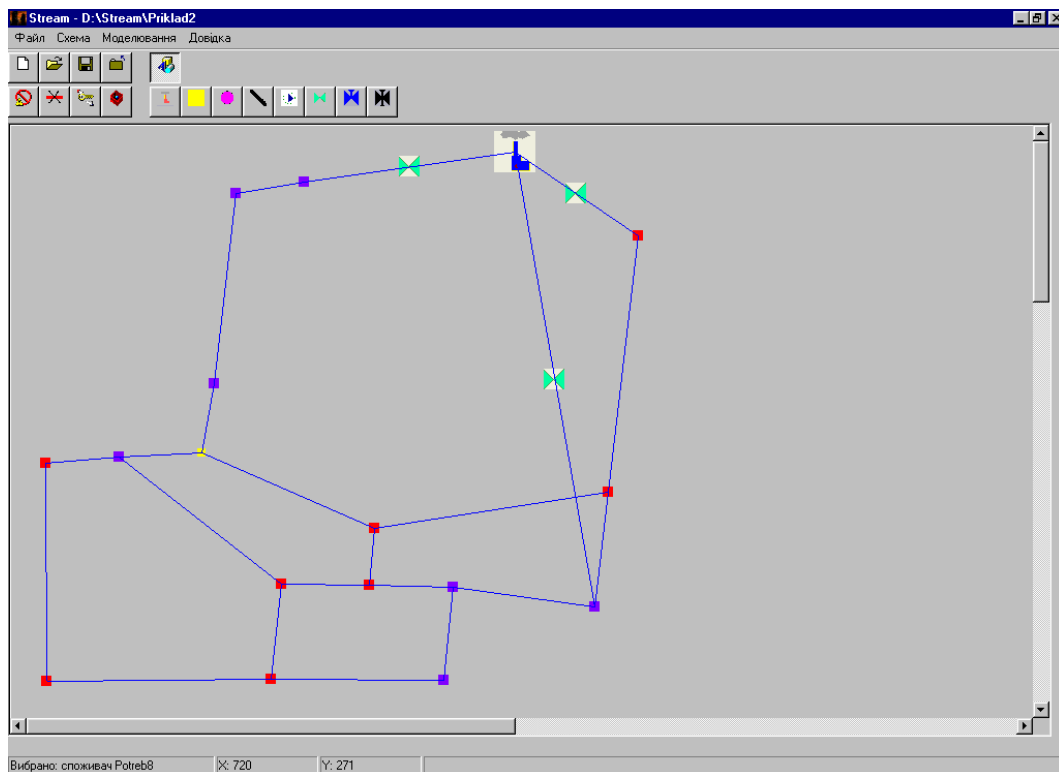 Stream - D:\Stream\Priklad2
Файл Схема Моделювання Довідка
Вибрано: споживач Potreb8 X: 720 Y: 271